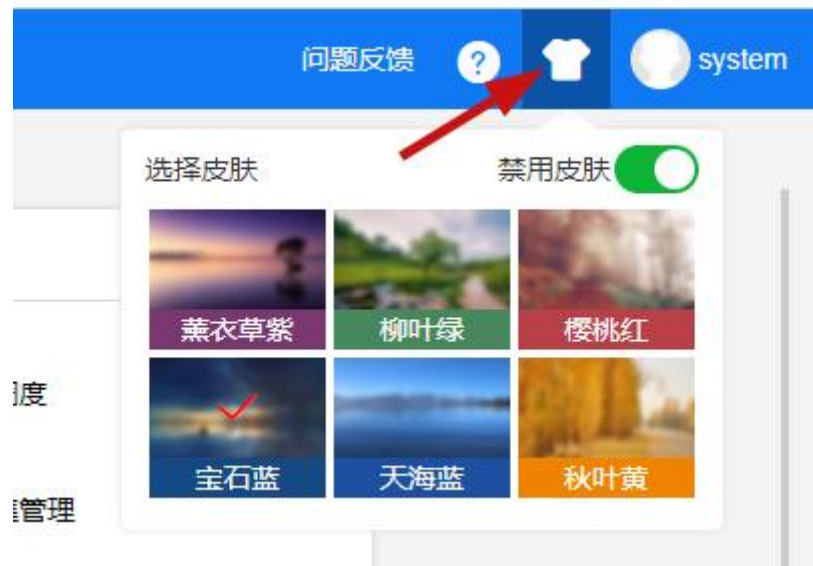 问题反馈 ? system
选择皮肤 禁用皮肤
薰衣草紫 柳叶绿 樱桃红
度
宝石蓝 天海蓝 秋叶黄
管理